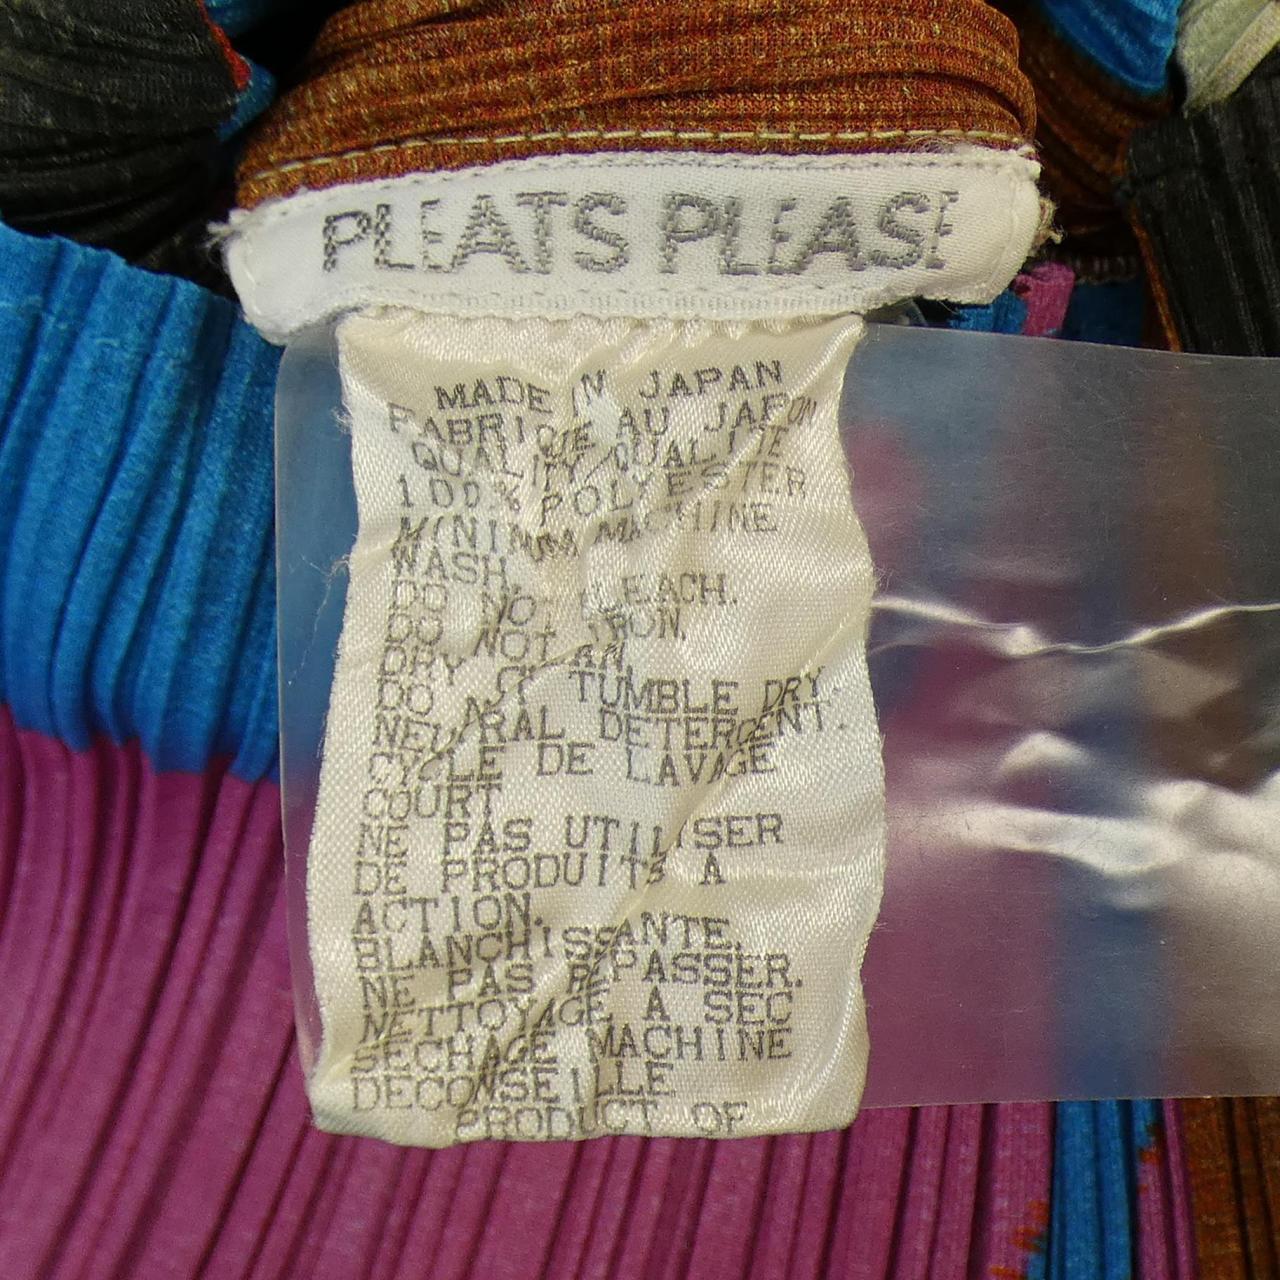 PLEATS PLEASE
MADE IN JAPAN
FABRIQUE AU JAPON
QUALITY QUALITE
100% POLYESTER
MINIMM MACHINE
WASH.
DO NOT BLEACH.
DO NOT IRON.
DRY
DO NOT TUMBLE DRY.
NEUTRAL DETERGENT.
CYCLE DE LAVAGE
COURT
NE PAS UTILISER
DE PRODUITS A
ACTION.
BLANCHISSANTE.
NE PAS REPASSER.
NETTOYAGE A SEC
SECHAGE MACHINE
DECONSEILLE
PRODUCT OF